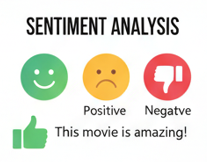 SENTIMENT ANALYSIS
Positive Negatve
This movie is amazing!